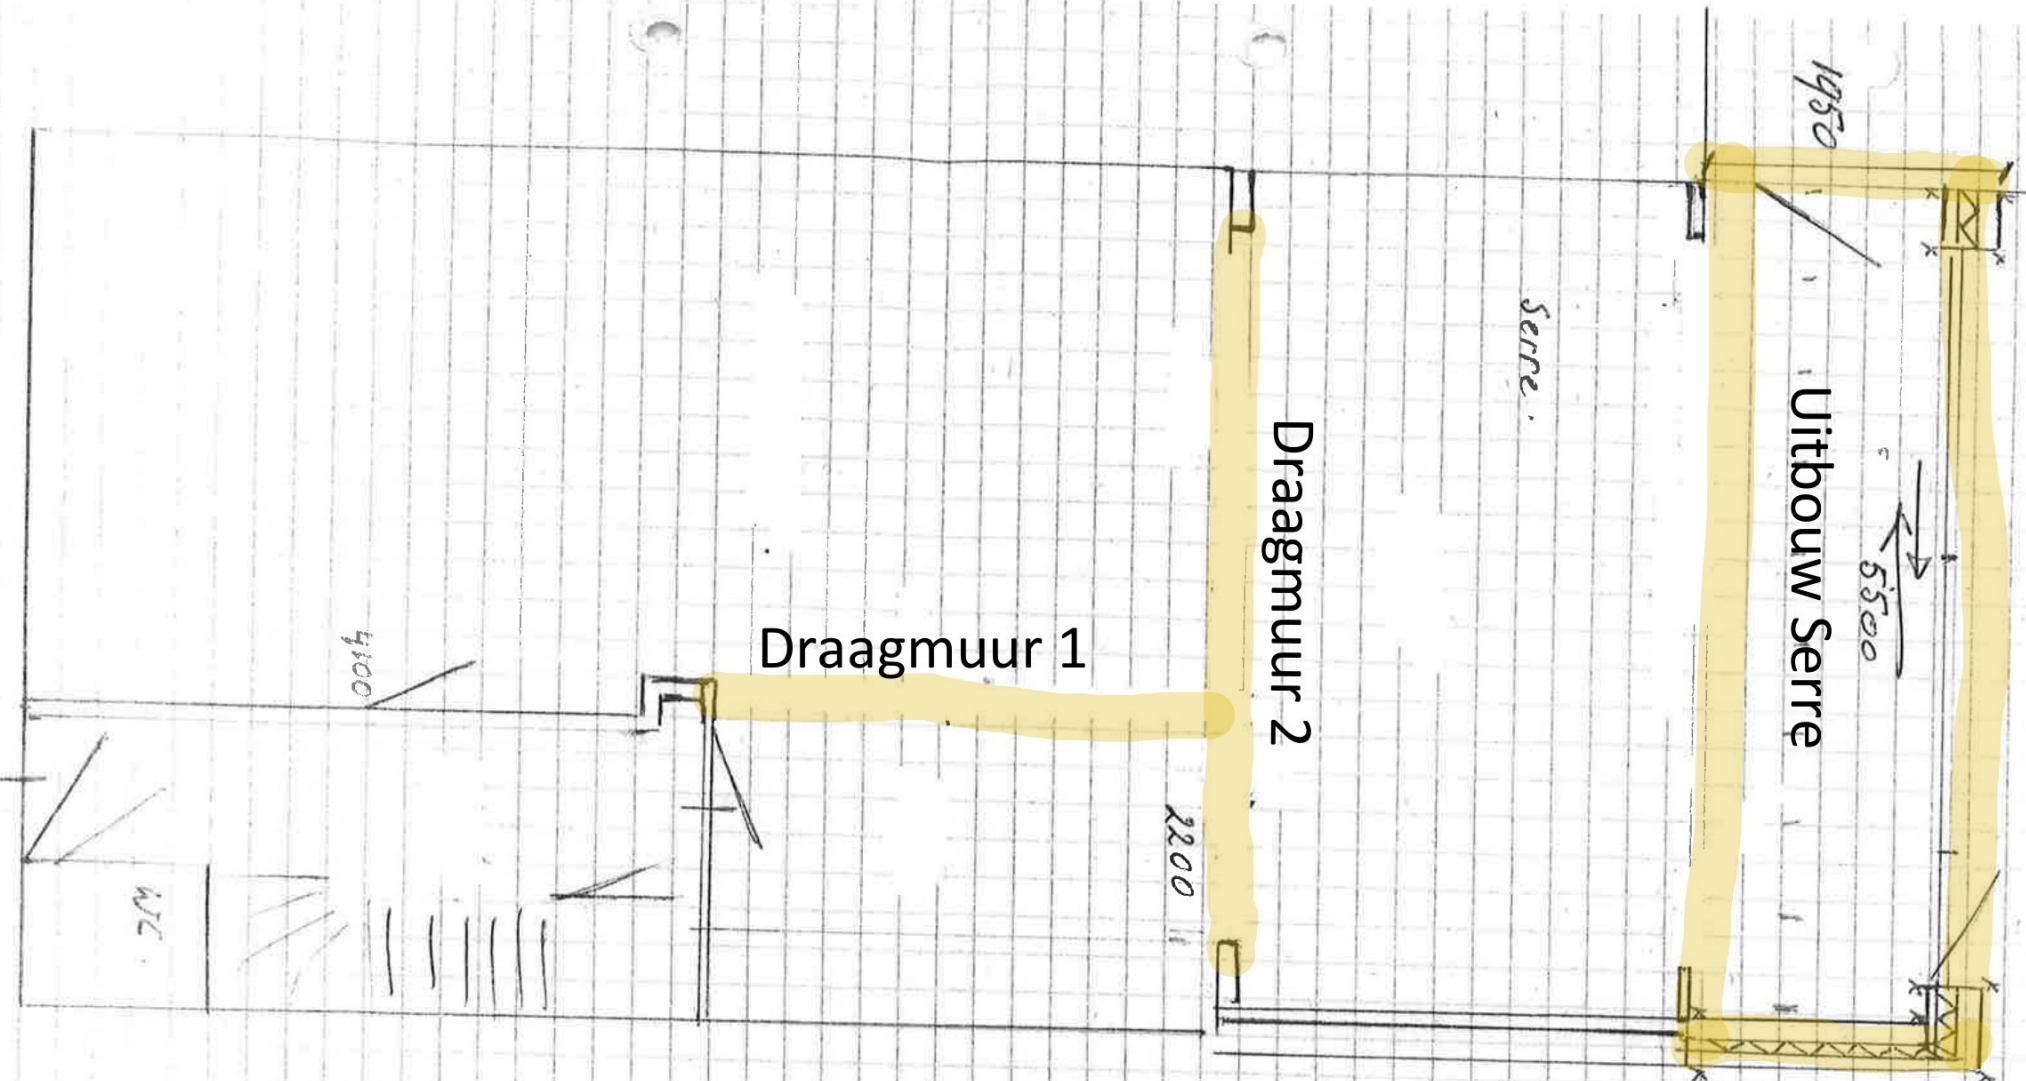 1950
Serre.
Uitbouw Serre
5500
Draagmuur 2
Draagmuur 1
4100
2200
WC.